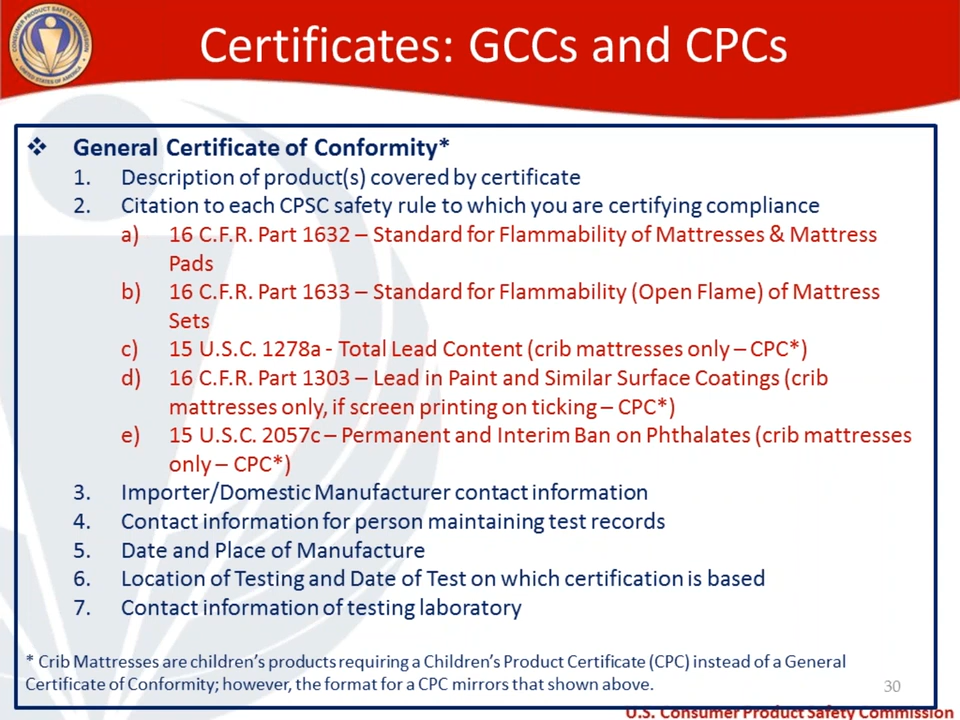 Certificates: GCCs and CPCs
CONSUMER PRODUCT SAFETY COMMISSION
UNITED STATES OF AMERICA
❖ General Certificate of Conformity*
1. Description of product(s) covered by certificate
2. Citation to each CPSC safety rule to which you are certifying compliance
a) 16 C.F.R. Part 1632 – Standard for Flammability of Mattresses & Mattress
Pads
b) 16 C.F.R. Part 1633 – Standard for Flammability (Open Flame) of Mattress
Sets
c) 15 U.S.C. 1278a - Total Lead Content (crib mattresses only – CPC*)
d) 16 C.F.R. Part 1303 – Lead in Paint and Similar Surface Coatings (crib
mattresses only, if screen printing on ticking – CPC*)
e) 15 U.S.C. 2057c – Permanent and Interim Ban on Phthalates (crib mattresses
only – CPC*)
3. Importer/Domestic Manufacturer contact information
4. Contact information for person maintaining test records
5. Date and Place of Manufacture
6. Location of Testing and Date of Test on which certification is based
7. Contact information of testing laboratory
* Crib Mattresses are children's products requiring a Children's Product Certificate (CPC) instead of a General
Certificate of Conformity; however, the format for a CPC mirrors that shown above.
30
U.S. Consumer Product Safety Commission